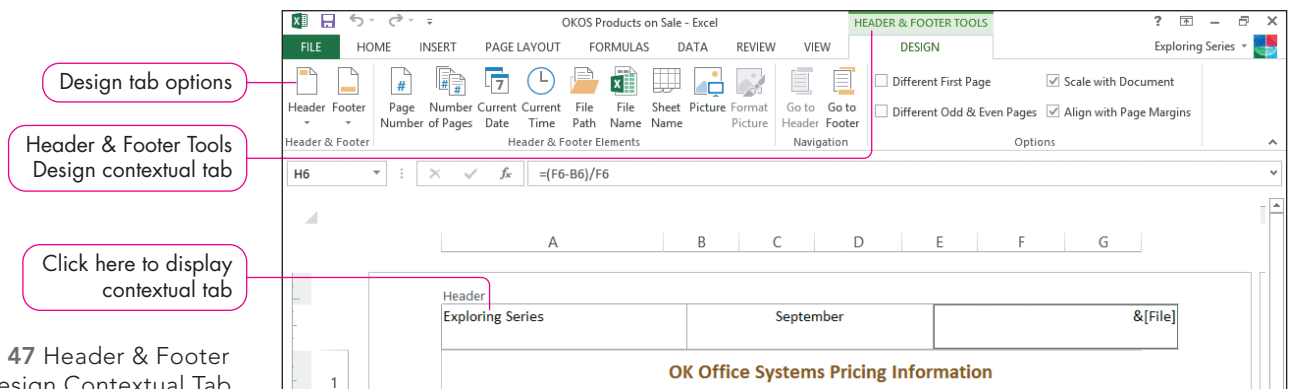 OKOS Products on Sale - Excel
HEADER & FOOTER TOOLS
?
FILE HOME INSERT PAGE LAYOUT FORMULAS DATA REVIEW VIEW DESIGN Exploring Series
Design tab options
Header Footer
Page Number
Number of Pages
Current Date
Current Time
File Path
File Name
Sheet Name
Picture
Format Picture
Go to Header
Go to Footer
Different First Page
Different Odd & Even Pages
Scale with Document
Align with Page Margins
Header & Footer
Header & Footer Elements
Navigation
Options
Header & Footer Tools
Design contextual tab
H6
fx
=(F6-B6)/F6
A B C D E F G
Click here to display
contextual tab
Header
Exploring Series September &[File]
47 Header & Footer
esign Contextual Tab
1
OK Office Systems Pricing Information